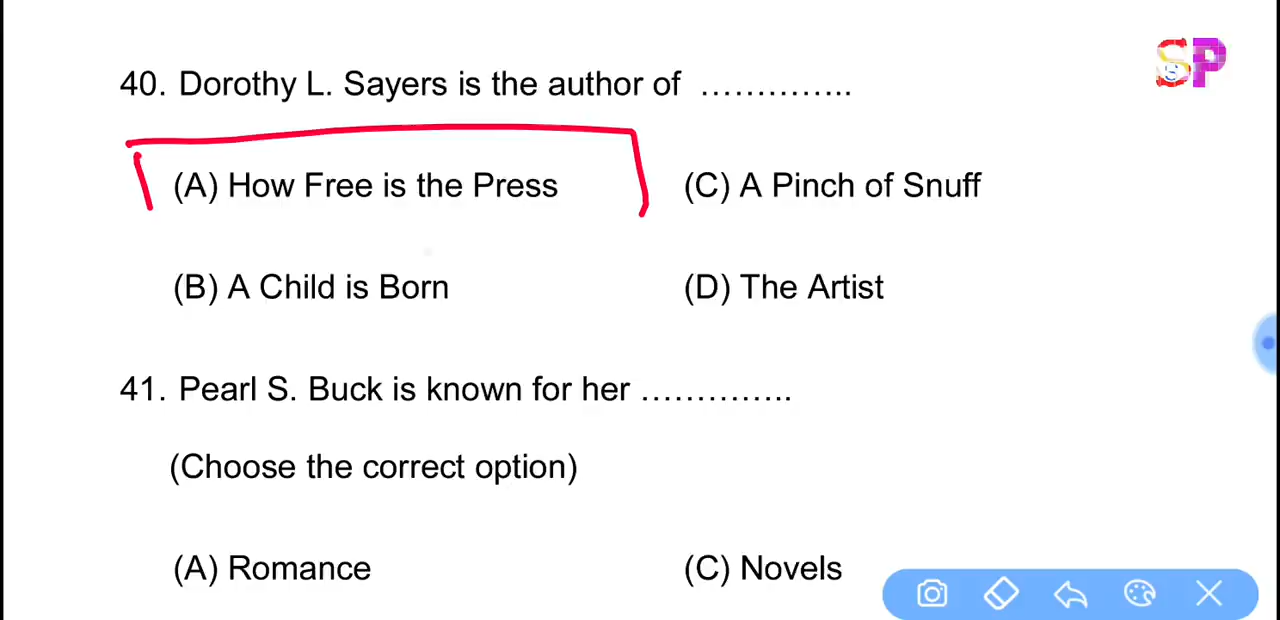 SP
40. Dorothy L. Sayers is the author of …………..
(A) How Free is the Press
(C) A Pinch of Snuff
(B) A Child is Born
(D) The Artist
41. Pearl S. Buck is known for her …………..
(Choose the correct option)
(A) Romance
(C) Novels